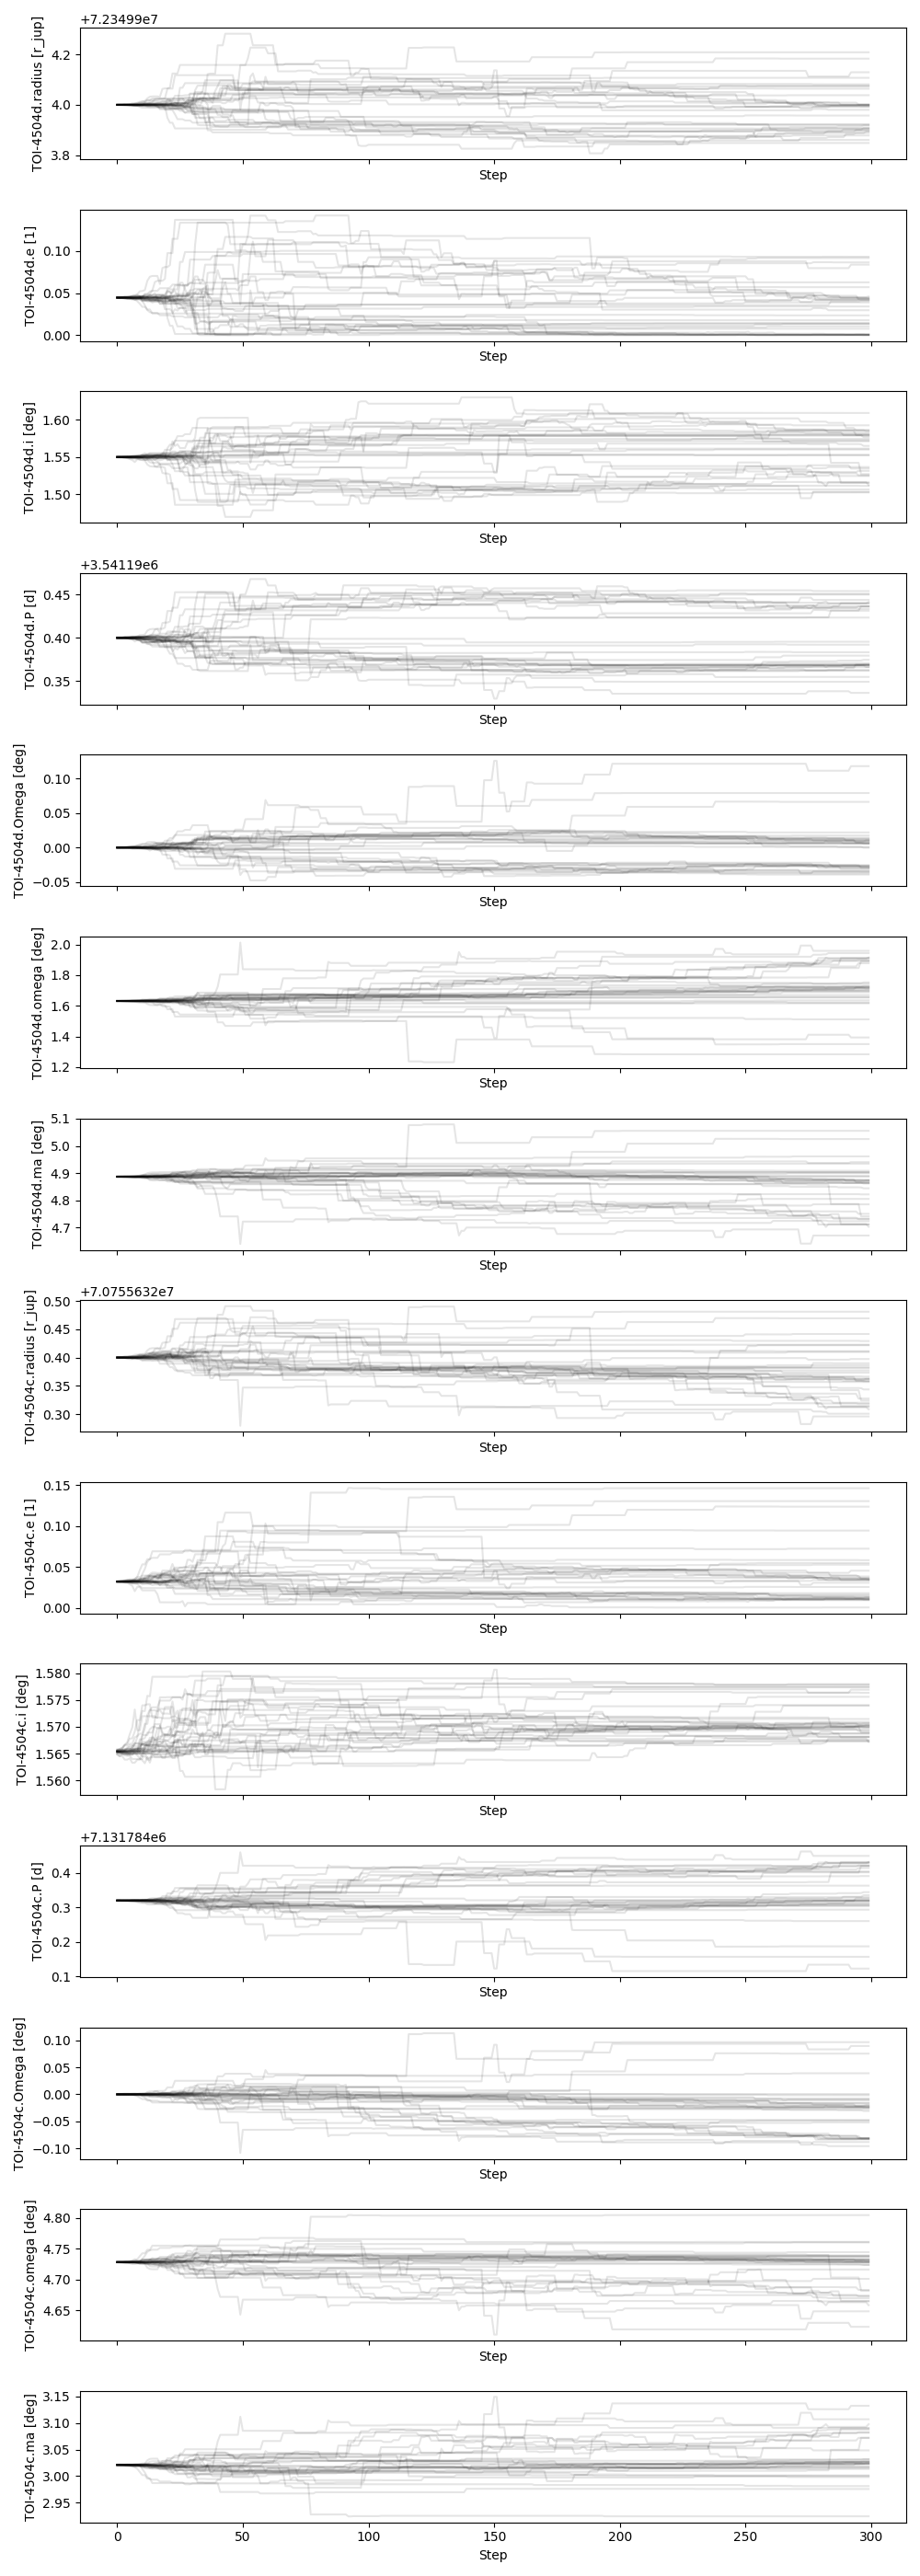 +7.23499e7
TOI-4504d.radius [r_jup]
4.2
4.0
3.8
Step
TOI-4504d.e [1]
0.10
0.05
0.00
Step
TOI-4504d.i [deg]
1.60
1.55
1.50
Step
+3.54119e6
TOI-4504d.P [d]
0.45
0.40
0.35
Step
TOI-4504d.Omega [deg]
0.10
0.05
0.00
−0.05
Step
TOI-4504d.omega [deg]
2.0
1.8
1.6
1.4
1.2
Step
TOI-4504d.ma [deg]
5.1
5.0
4.9
4.8
4.7
Step
+7.0755632e7
TOI-4504c.radius [r_jup]
0.50
0.45
0.40
0.35
0.30
Step
TOI-4504c.e [1]
0.15
0.10
0.05
0.00
Step
TOI-4504c.i [deg]
1.580
1.575
1.570
1.565
1.560
Step
+7.131784e6
TOI-4504c.P [d]
0.4
0.3
0.2
0.1
Step
TOI-4504c.Omega [deg]
0.10
0.05
0.00
−0.05
−0.10
Step
TOI-4504c.omega [deg]
4.80
4.75
4.70
4.65
Step
TOI-4504c.ma [deg]
3.15
3.10
3.05
3.00
2.95
0 50 100 150 200 250 300
Step